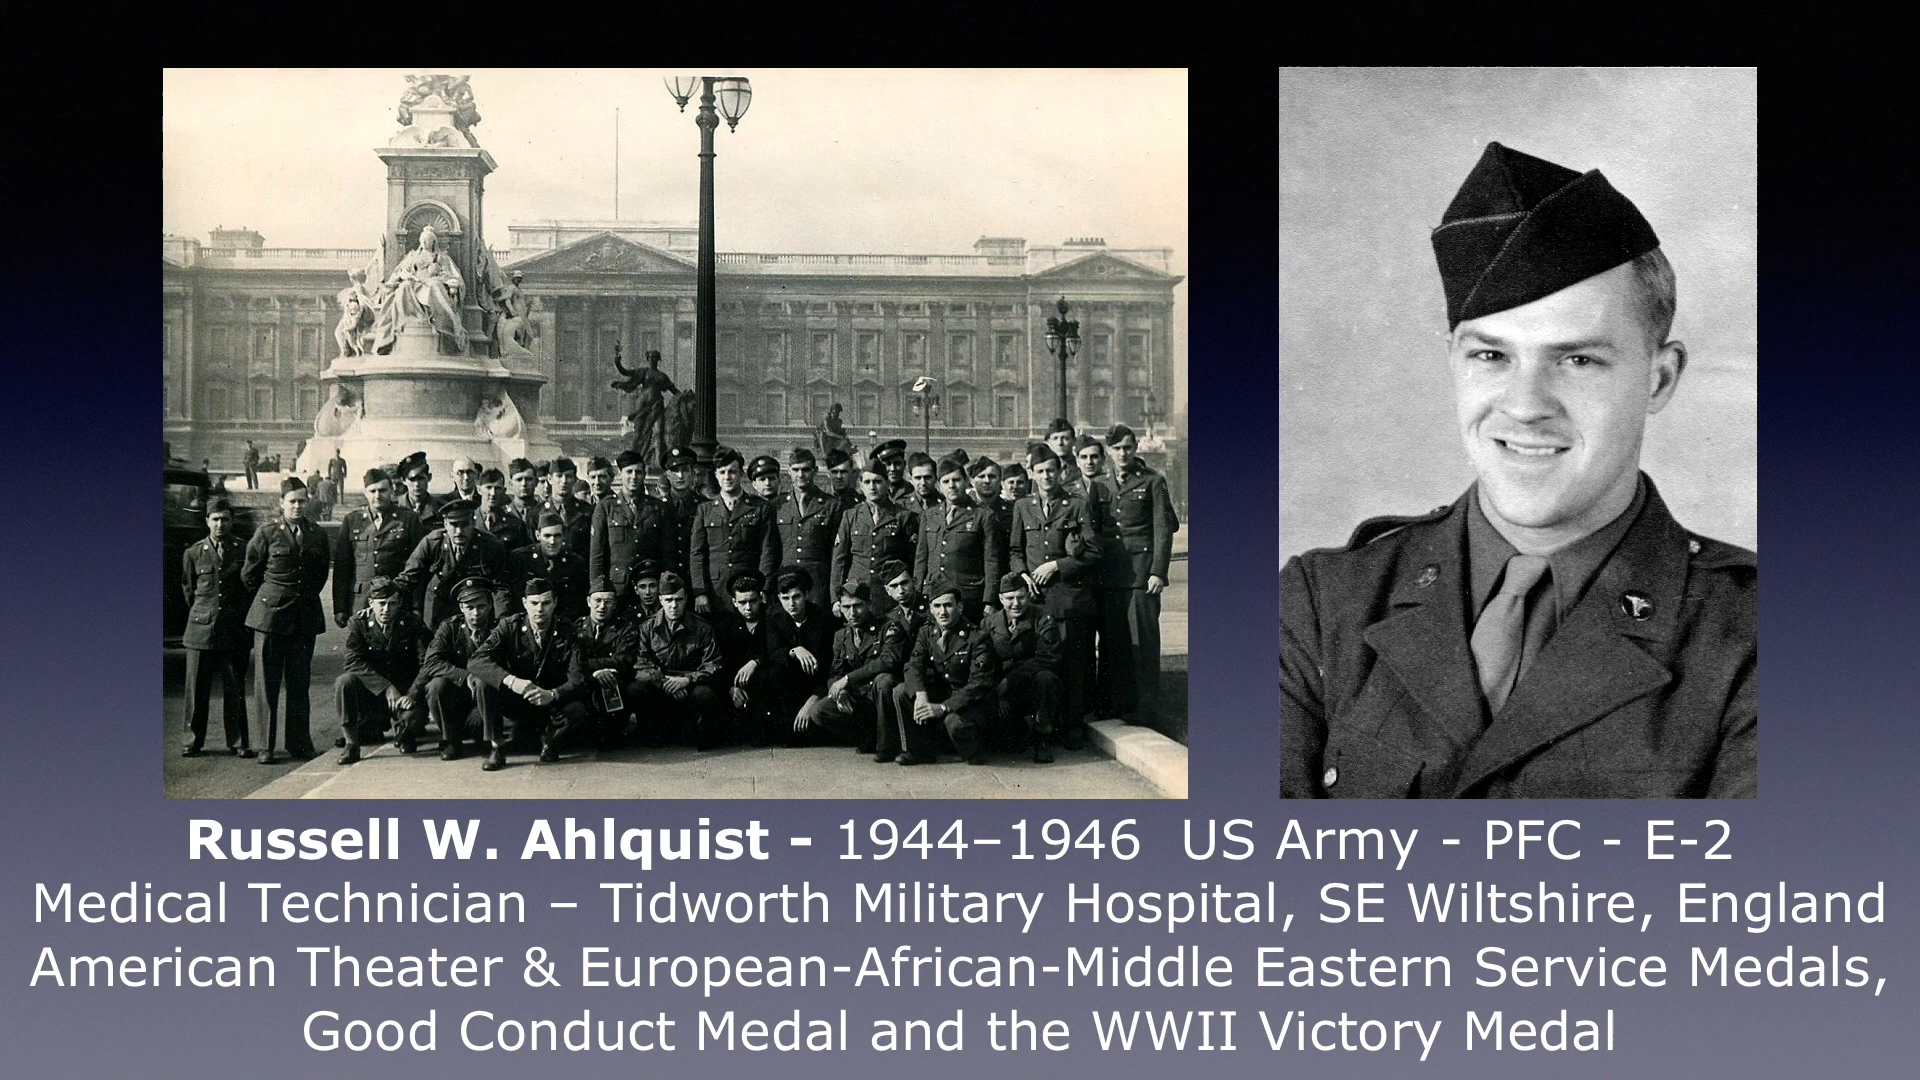 Russell W. Ahlquist - 1944–1946  US Army - PFC - E-2
Medical Technician – Tidworth Military Hospital, SE Wiltshire, England
American Theater & European-African-Middle Eastern Service Medals,
Good Conduct Medal and the WWII Victory Medal